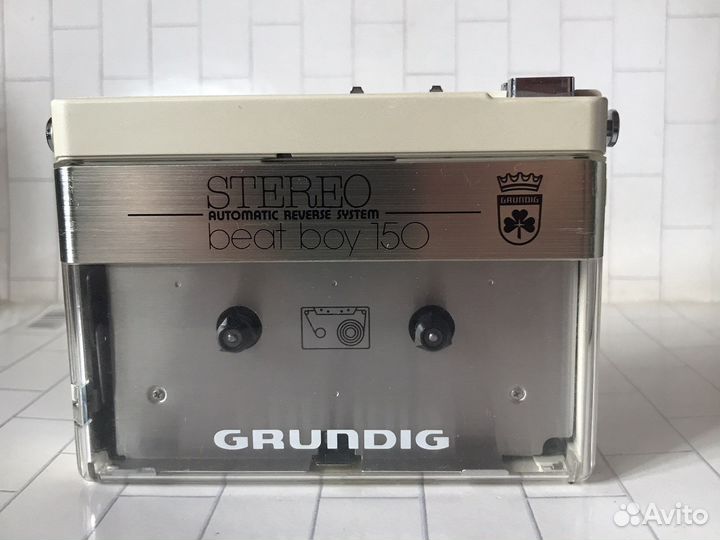 STEREO
AUTOMATIC REVERSE SYSTEM
beat boy 150
GRUNDIG
GRUNDIG
Avito